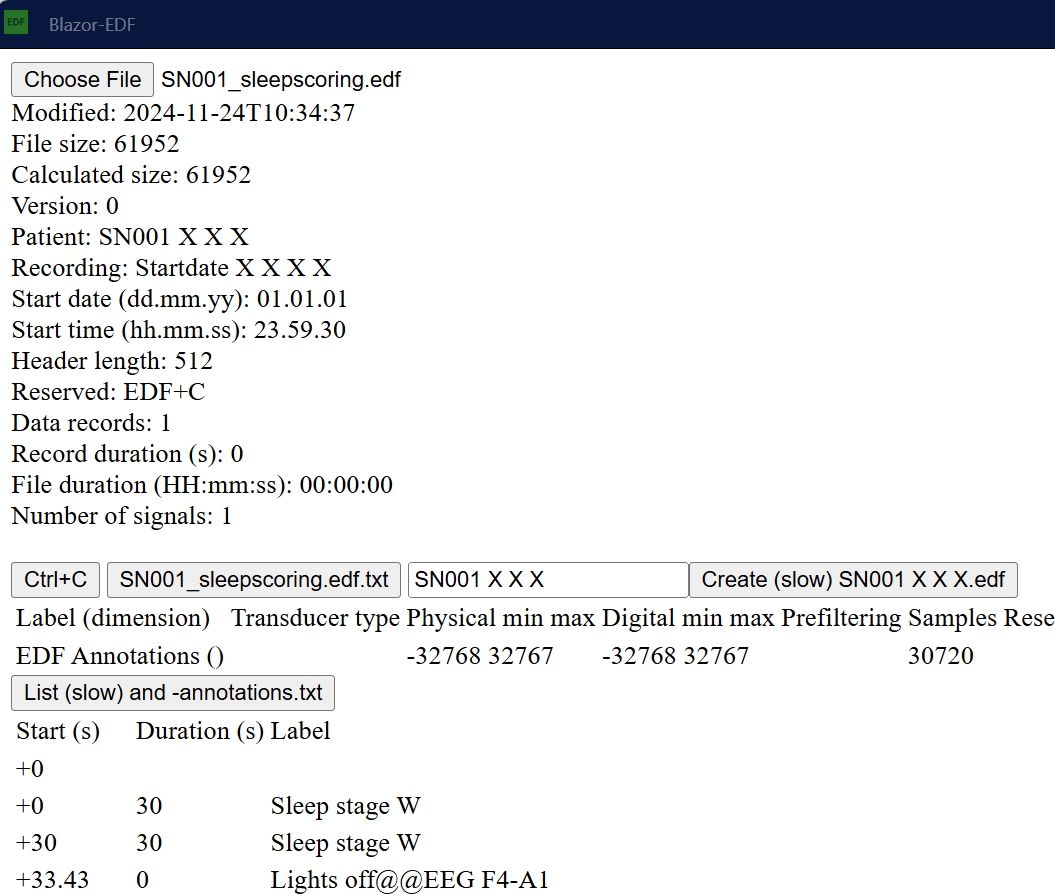 EDF Blazor-EDF
Choose File SN001_sleepscoring.edf
Modified: 2024-11-24T10:34:37
File size: 61952
Calculated size: 61952
Version: 0
Patient: SN001 X X X
Recording: Startdate X X X X
Start date (dd.mm.yy): 01.01.01
Start time (hh.mm.ss): 23.59.30
Header length: 512
Reserved: EDF+C
Data records: 1
Record duration (s): 0
File duration (HH:mm:ss): 00:00:00
Number of signals: 1
Ctrl+C SN001_sleepscoring.edf.txt SN001 X X X Create (slow) SN001 X X X.edf
Label (dimension) Transducer type Physical min max Digital min max Prefiltering Samples Rese
EDF Annotations () -32768 32767 -32768 32767 30720
List (slow) and -annotations.txt
Start (s) Duration (s) Label
+0
+0 30 Sleep stage W
+30 30 Sleep stage W
+33.43 0 Lights off@@EEG F4-A1